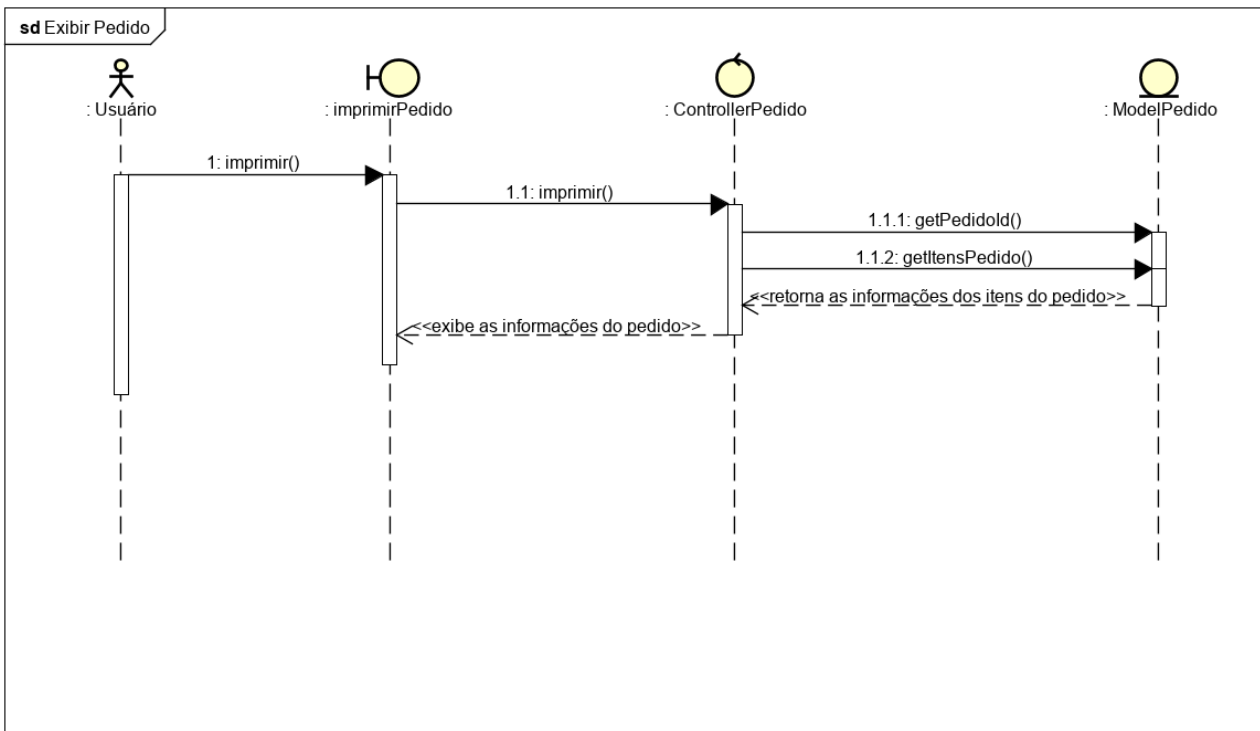 sd Exibir Pedido
: Usuário
: imprimirPedido
: ControllerPedido
: ModelPedido
1: imprimir()
1.1: imprimir()
1.1.1: getPedidoId()
1.1.2: getItensPedido()
<<retorna as informações dos itens do pedido>>
<<exibe as informações do pedido>>